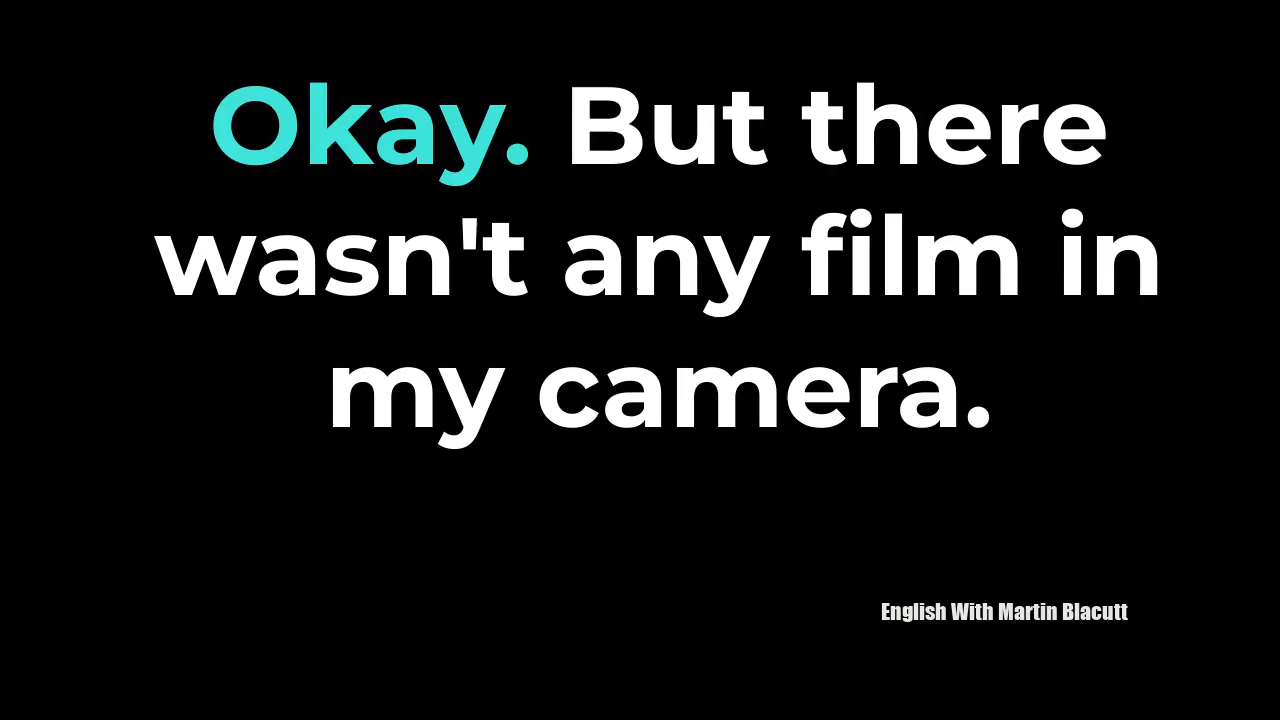 Okay. But there
wasn't any film in
my camera.
English With Martin Blacutt